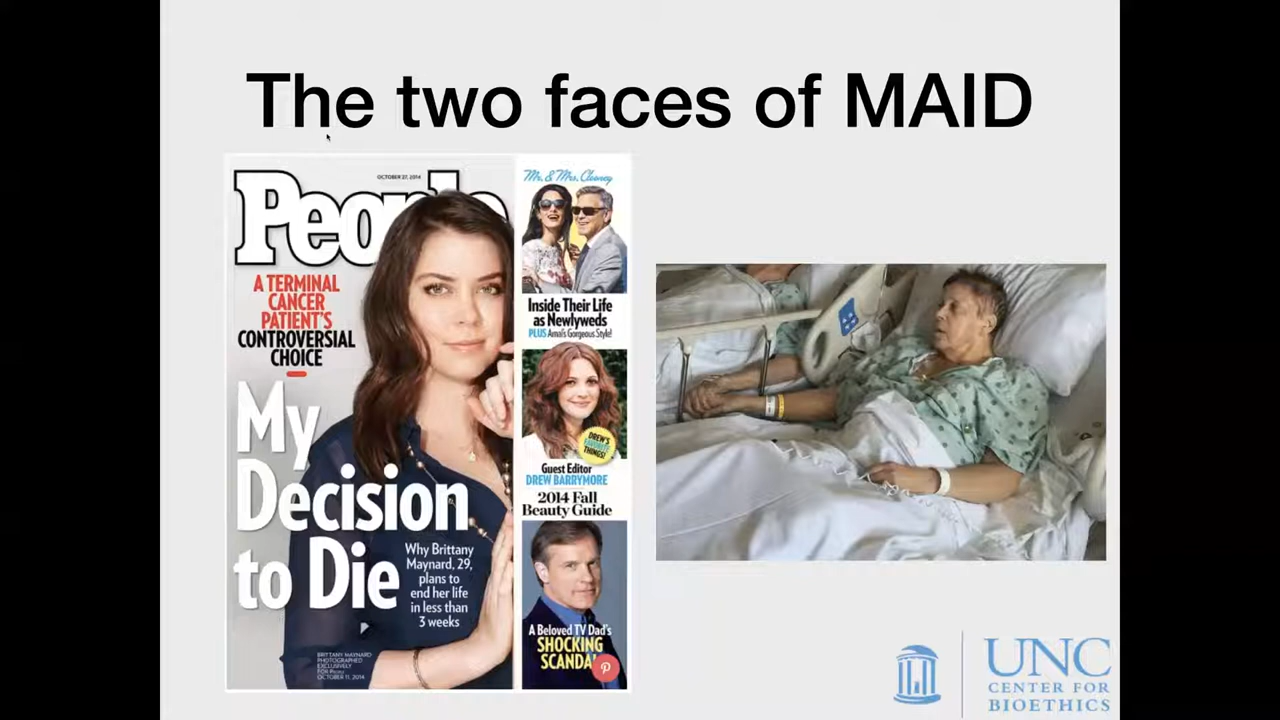 The two faces of MAID
OCTOBER 27, 2014
People
A TERMINAL
CANCER
PATIENT'S
CONTROVERSIAL
CHOICE
My
Decision
to Die
Why Brittany
Maynard, 29,
plans to
end her life
in less than
3 weeks
BRITTANY MAYNARD
PHOTOGRAPHED
EXCLUSIVELY
FOR PEOPLE
OCTOBER 11, 2014
Mr. & Mrs. Clooney
Inside Their Life
as Newlyweds
PLUS Amal's Gorgeous Style!
DREW'S
FAVORITE
THINGS!
Guest Editor
DREW BARRYMORE
2014 Fall
Beauty Guide
A Beloved TV Dad's
SHOCKING
SCANDA
UNC
CENTER FOR
BIOETHICS